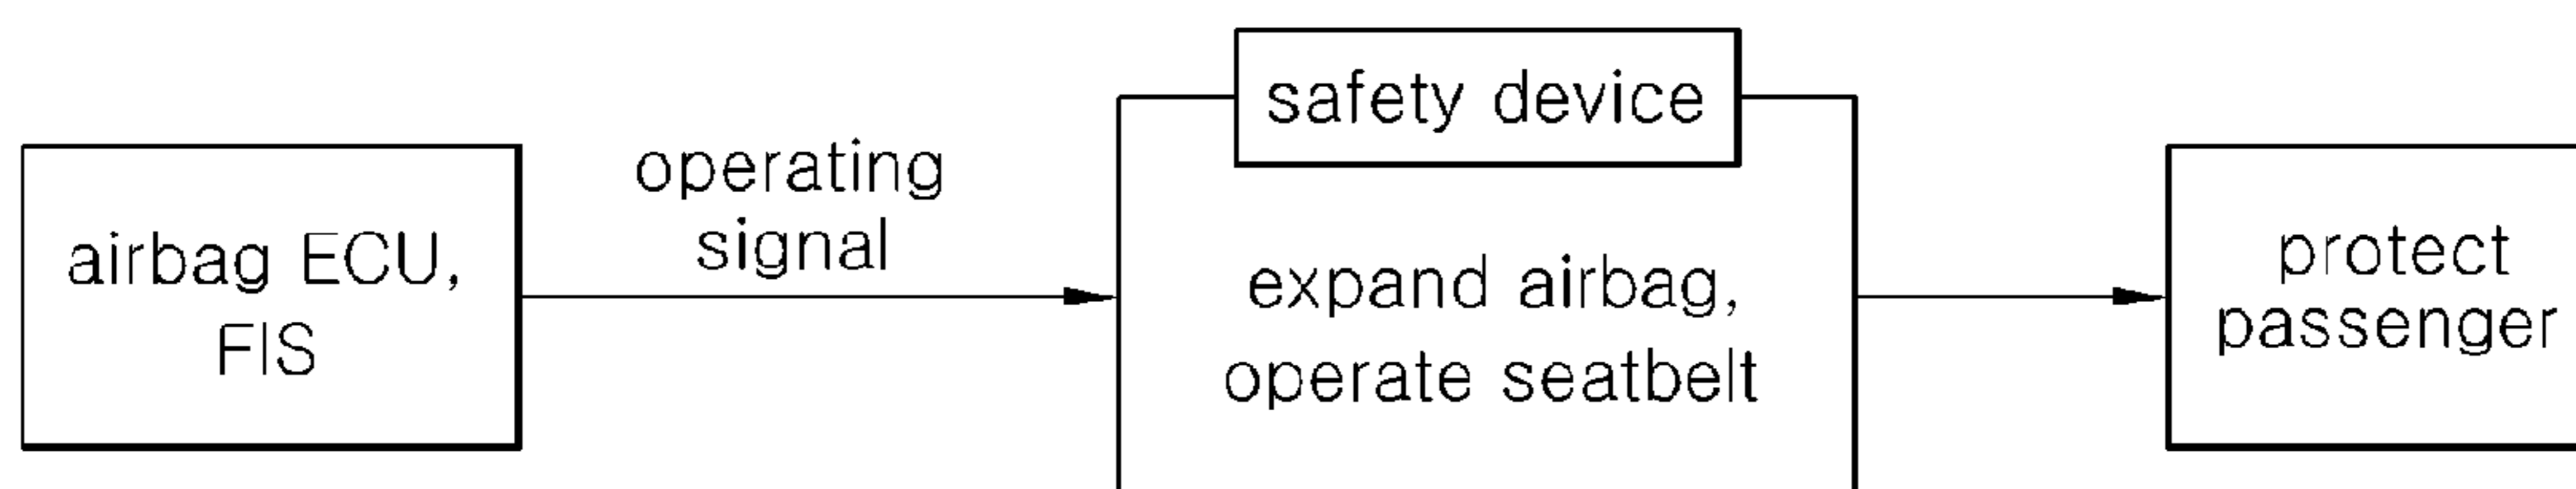 airbag ECU,
FIS
operating
signal
safety device
expand airbag,
operate seatbelt
protect
passenger